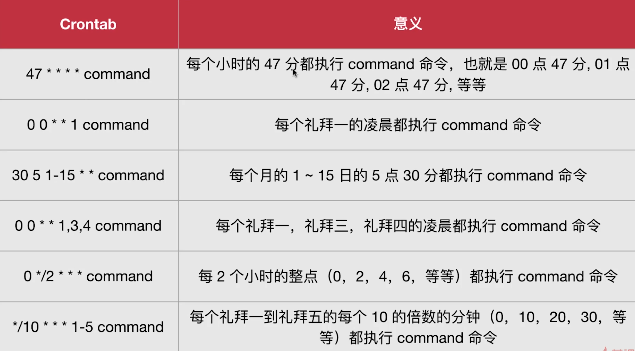 Crontab
意义
47 * * * * command
每个小时的 47 分都执行 command 命令，也就是 00 点 47 分, 01 点
47 分, 02 点 47 分, 等等
0 0 * * 1 command
每个礼拜一的凌晨都执行 command 命令
30 5 1-15 * * command
每个月的 1 ~ 15 日的 5 点 30 分都执行 command 命令
0 0 * * 1,3,4 command
每个礼拜一，礼拜三，礼拜四的凌晨都执行 command 命令
0 */2 * * * command
每 2 个小时的整点（0，2，4，6，等等）都执行 command 命令
*/10 * * * 1-5 command
每个礼拜一到礼拜五的每个 10 的倍数的分钟（0，10，20，30，等
等）都执行 command 命令